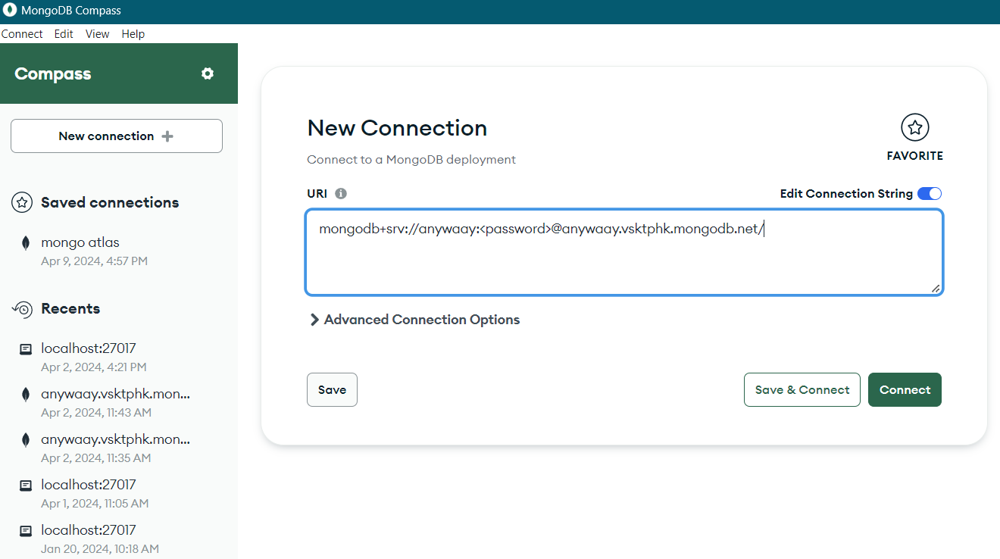 MongoDB Compass
Connect Edit View Help
Compass
New connection
Saved connections
mongo atlas
Apr 9, 2024, 4:57 PM
Recents
localhost:27017
Apr 2, 2024, 4:21 PM
anywaay.vsktphk.mon...
Apr 2, 2024, 11:43 AM
anywaay.vsktphk.mon...
Apr 2, 2024, 11:35 AM
localhost:27017
Apr 1, 2024, 11:05 AM
localhost:27017
Jan 20, 2024, 10:18 AM
New Connection
Connect to a MongoDB deployment
FAVORITE
URI
Edit Connection String
mongodb+srv://anywaay:<password>@anywaay.vsktphk.mongodb.net/
Advanced Connection Options
Save
Save & Connect
Connect